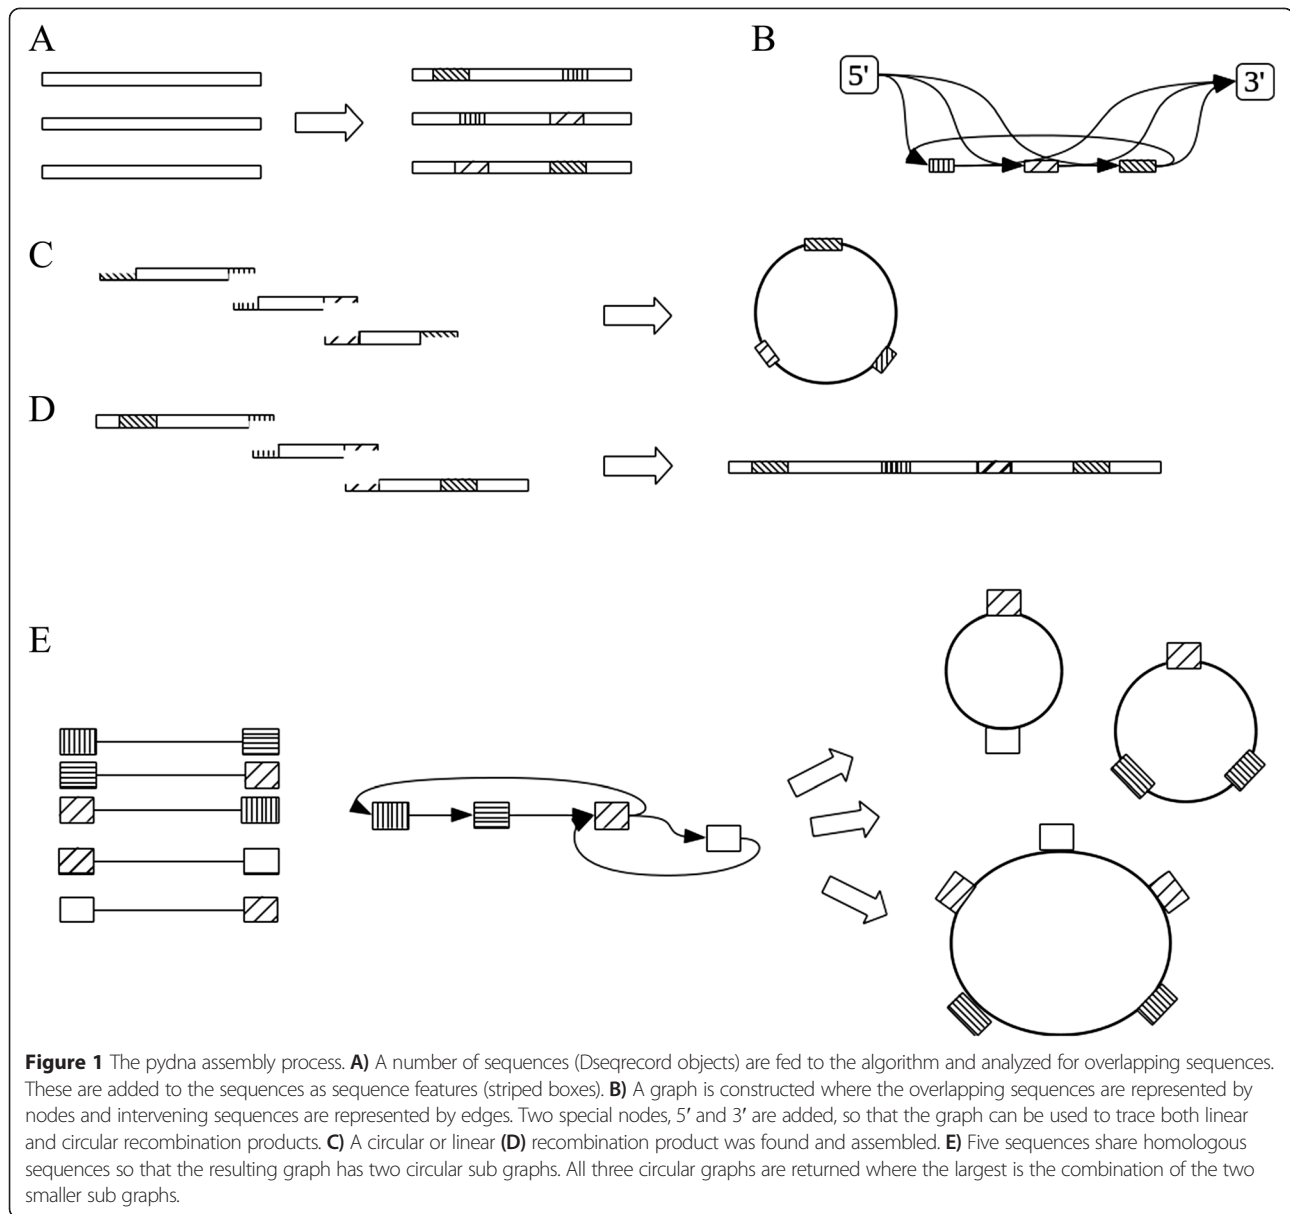 A
B
5'
3'
C
D
E
Figure 1 The pydna assembly process. A) A number of sequences (Dseqrecord objects) are fed to the algorithm and analyzed for overlapping sequences.
These are added to the sequences as sequence features (striped boxes). B) A graph is constructed where the overlapping sequences are represented by
nodes and intervening sequences are represented by edges. Two special nodes, 5′ and 3′ are added, so that the graph can be used to trace both linear
and circular recombination products. C) A circular or linear (D) recombination product was found and assembled. E) Five sequences share homologous
sequences so that the resulting graph has two circular sub graphs. All three circular graphs are returned where the largest is the combination of the two
smaller sub graphs.